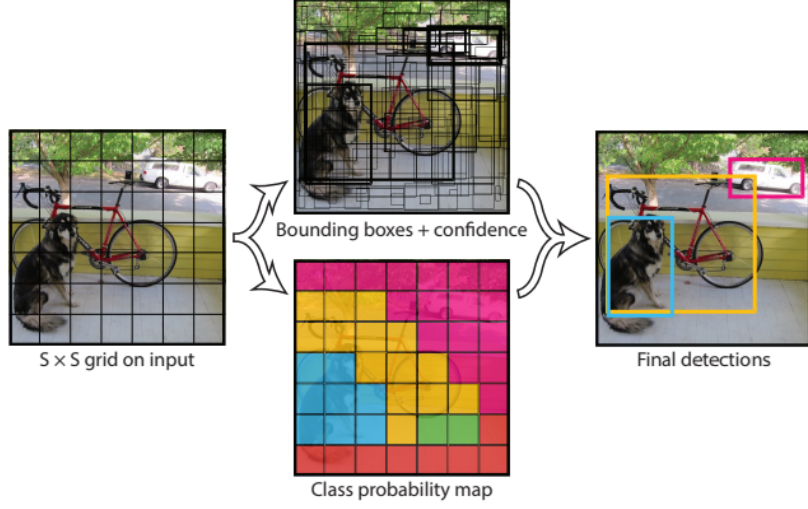 S × S grid on input
Bounding boxes + confidence
Class probability map
Final detections